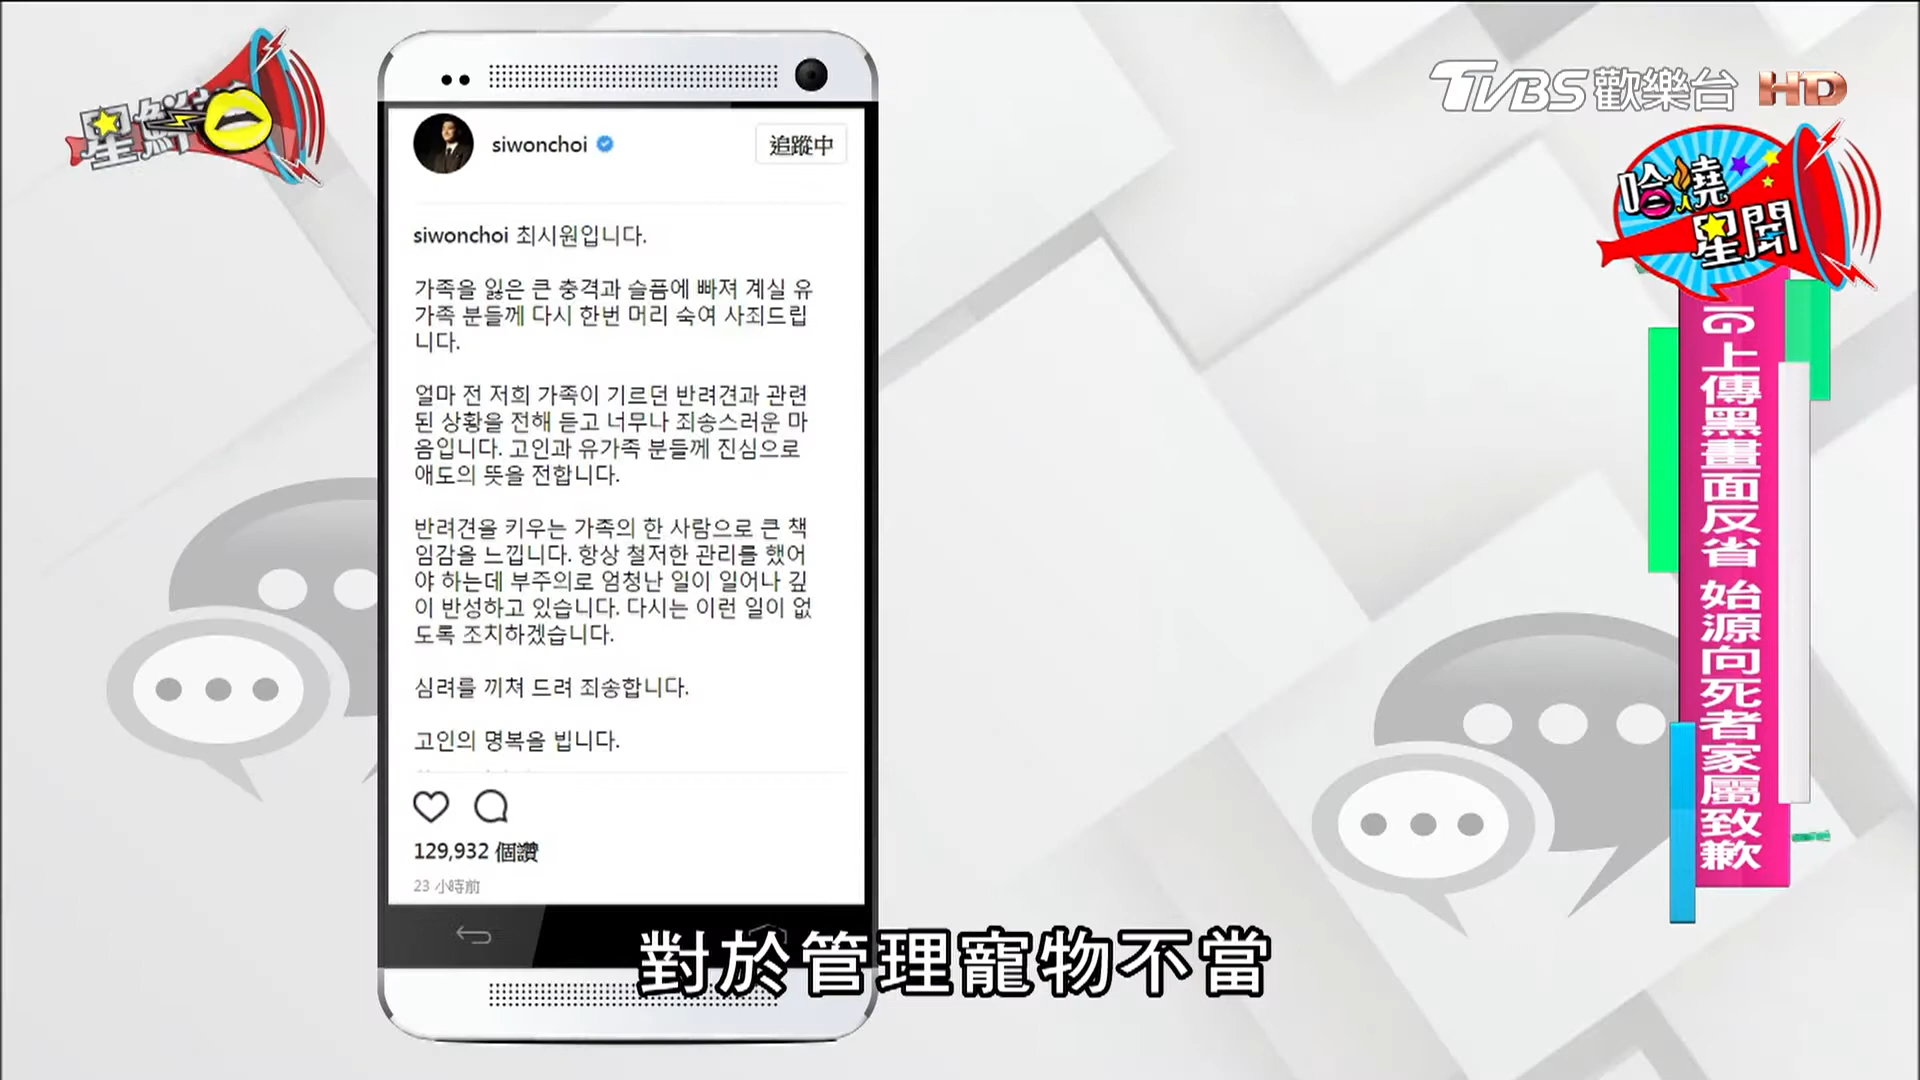 TVBS歡樂台 HD
哈燒
星聞
星鮮
siwonchoi
追蹤中
siwonchoi 최시원입니다.
가족을 잃은 큰 충격과 슬픔에 빠져 계실 유
가족 분들께 다시 한번 머리 숙여 사죄드립
니다.
얼마 전 저희 가족이 기르던 반려견과 관련
된 상황을 전해 듣고 너무나 죄송스러운 마
음입니다. 고인과 유가족 분들께 진심으로
애도의 뜻을 전합니다.
반려견을 키우는 가족의 한 사람으로 큰 책
임감을 느낍니다. 항상 철저한 관리를 했어
야 하는데 부주의로 엄청난 일이 일어나 깊
이 반성하고 있습니다. 다시는 이런 일이 없
도록 조치하겠습니다.
심려를 끼쳐 드려 죄송합니다.
고인의 명복을 빕니다.
129,932 個讚
23 小時前
IG上傳黑畫面反省 始源向死者家屬致歉
對於管理寵物不當